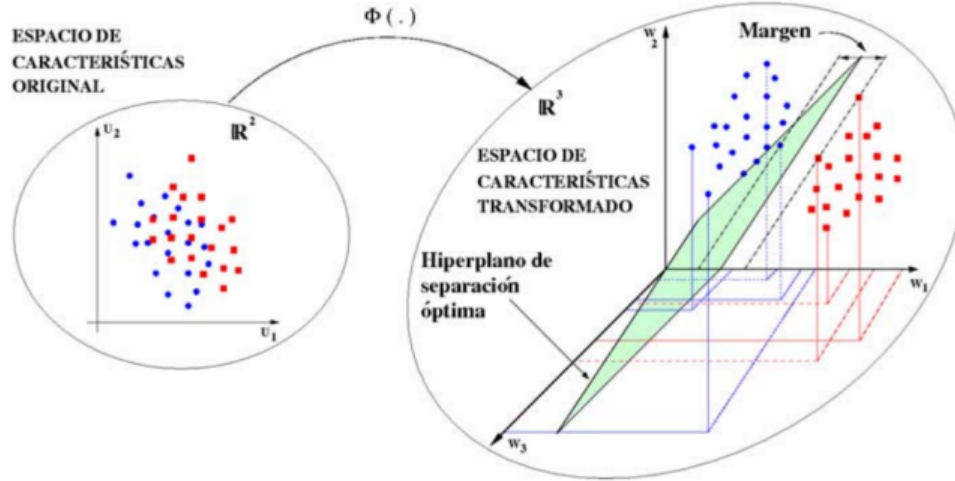 Φ ( . )
ESPACIO DE
CARACTERÍSTICAS
ORIGINAL
ℝ²
U₂
U₁
W₂
Margen
ℝ³
ESPACIO DE
CARACTERÍSTICAS
TRANSFORMADO
Hiperplano de
separación
óptima
W₁
W₃